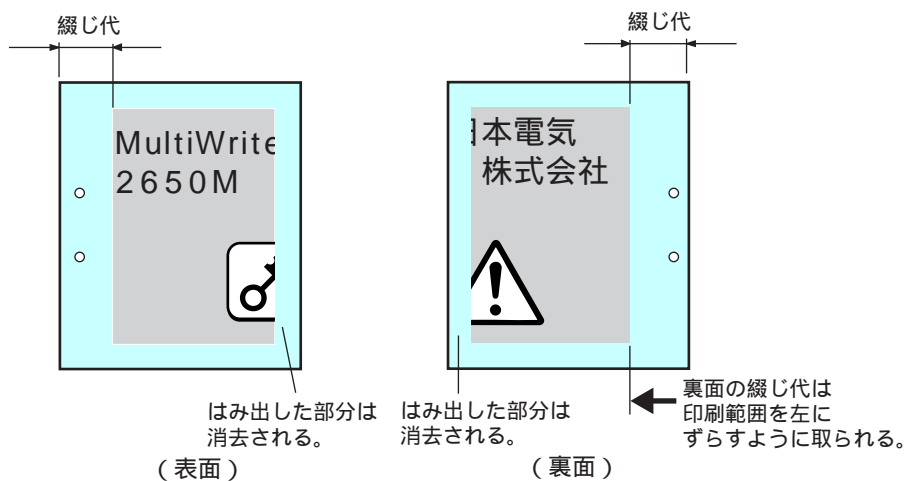 綴じ代
綴じ代
MultiWrite
2650M
本電気
株式会社
はみ出した部分は
消去される。
(表面)
はみ出した部分は
消去される。
(裏面)
裏面の綴じ代は
印刷範囲を左に
ずらすように取られる。